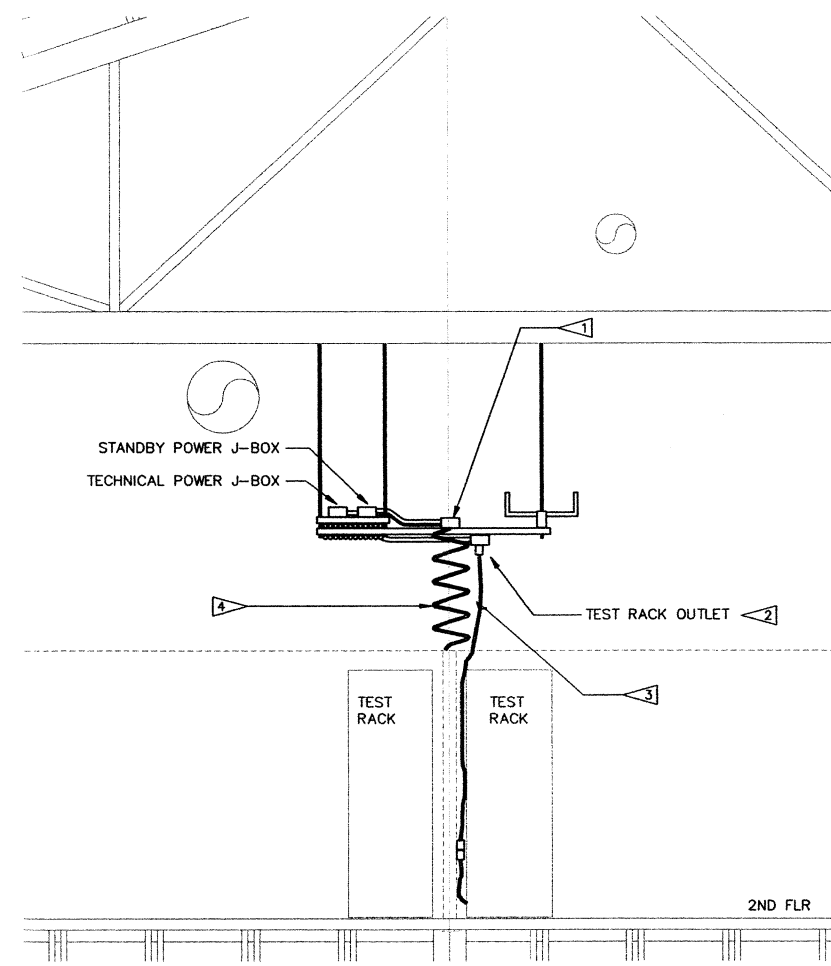 1
STANDBY POWER J-BOX
TECHNICAL POWER J-BOX
4
TEST RACK OUTLET 2
3
TEST
RACK
TEST
RACK
2ND FLR